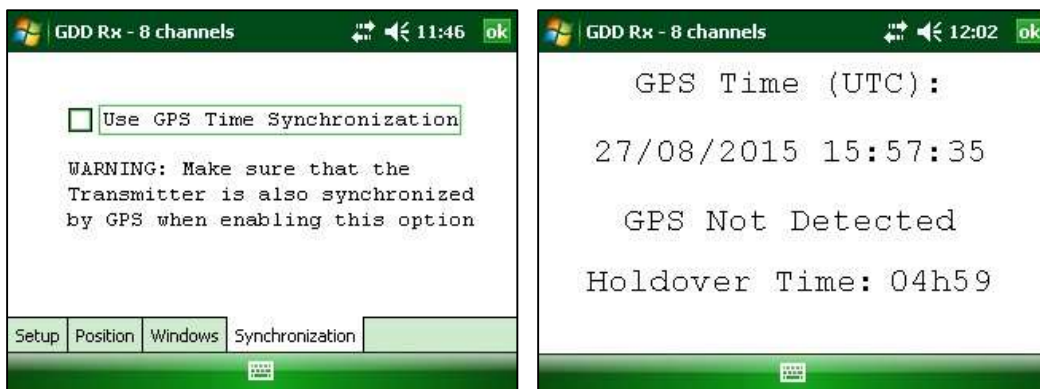 GDD Rx - 8 channels 11:46 ok
Use GPS Time Synchronization
WARNING: Make sure that the
Transmitter is also synchronized
by GPS when enabling this option
Setup Position Windows Synchronization
GDD Rx - 8 channels 12:02 ok
GPS Time (UTC):
27/08/2015 15:57:35
GPS Not Detected
Holdover Time: 04h59